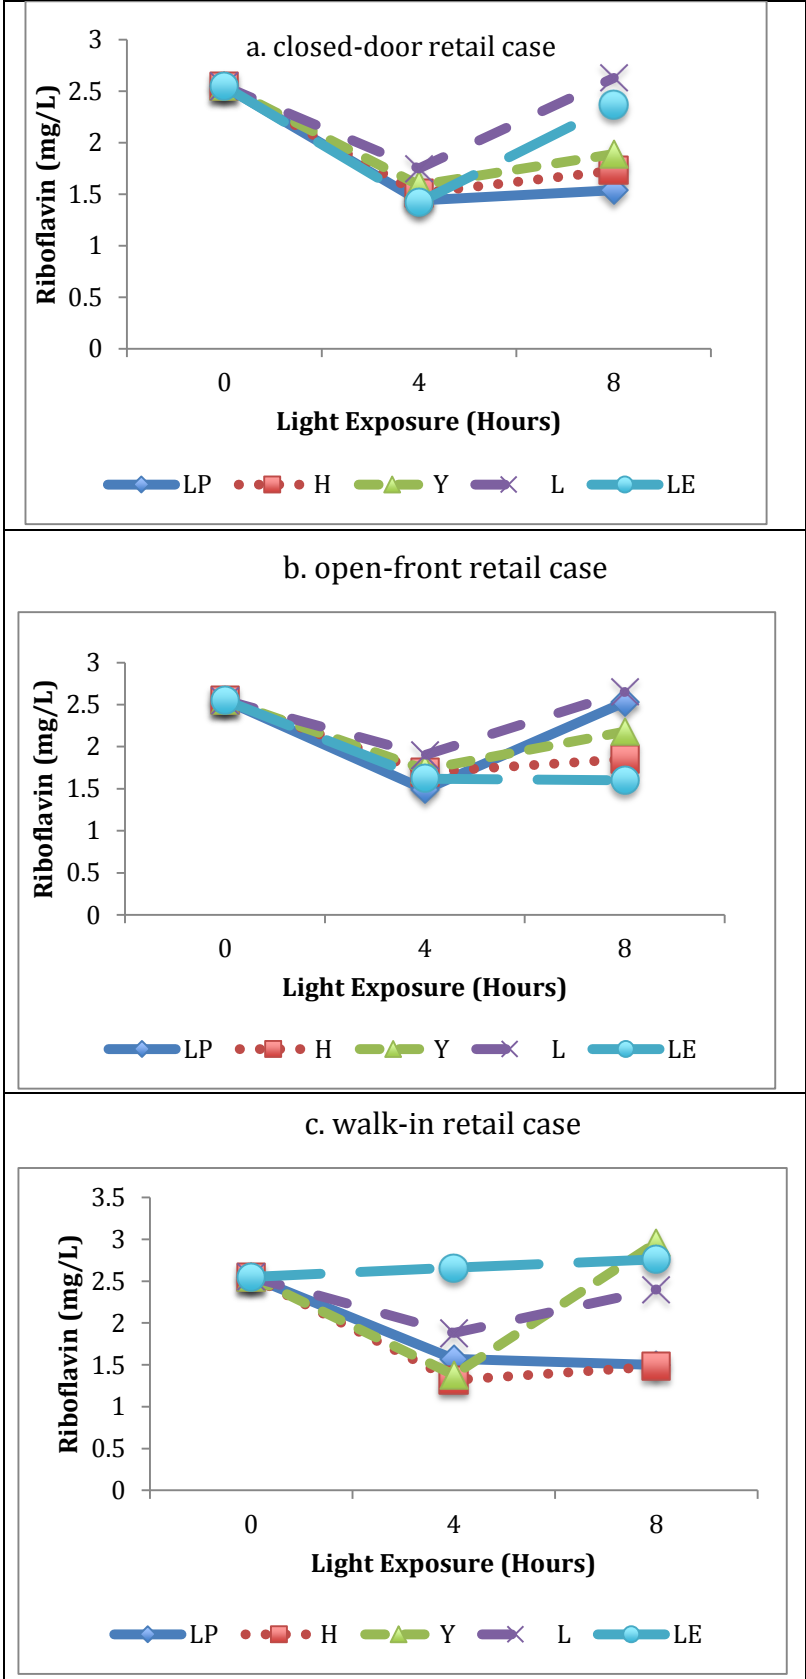 a. closed-door retail case
3
2.5
2
1.5
1
0.5
0
Riboflavin (mg/L)
0 4 8
Light Exposure (Hours)
LP H Y L LE
b. open-front retail case
3
2.5
2
1.5
1
0.5
0
Riboflavin (mg/L)
0 4 8
Light Exposure (Hours)
LP H Y L LE
c. walk-in retail case
3.5
3
2.5
2
1.5
1
0.5
0
Riboflavin (mg/L)
0 4 8
Light Exposure (Hours)
LP H Y L LE